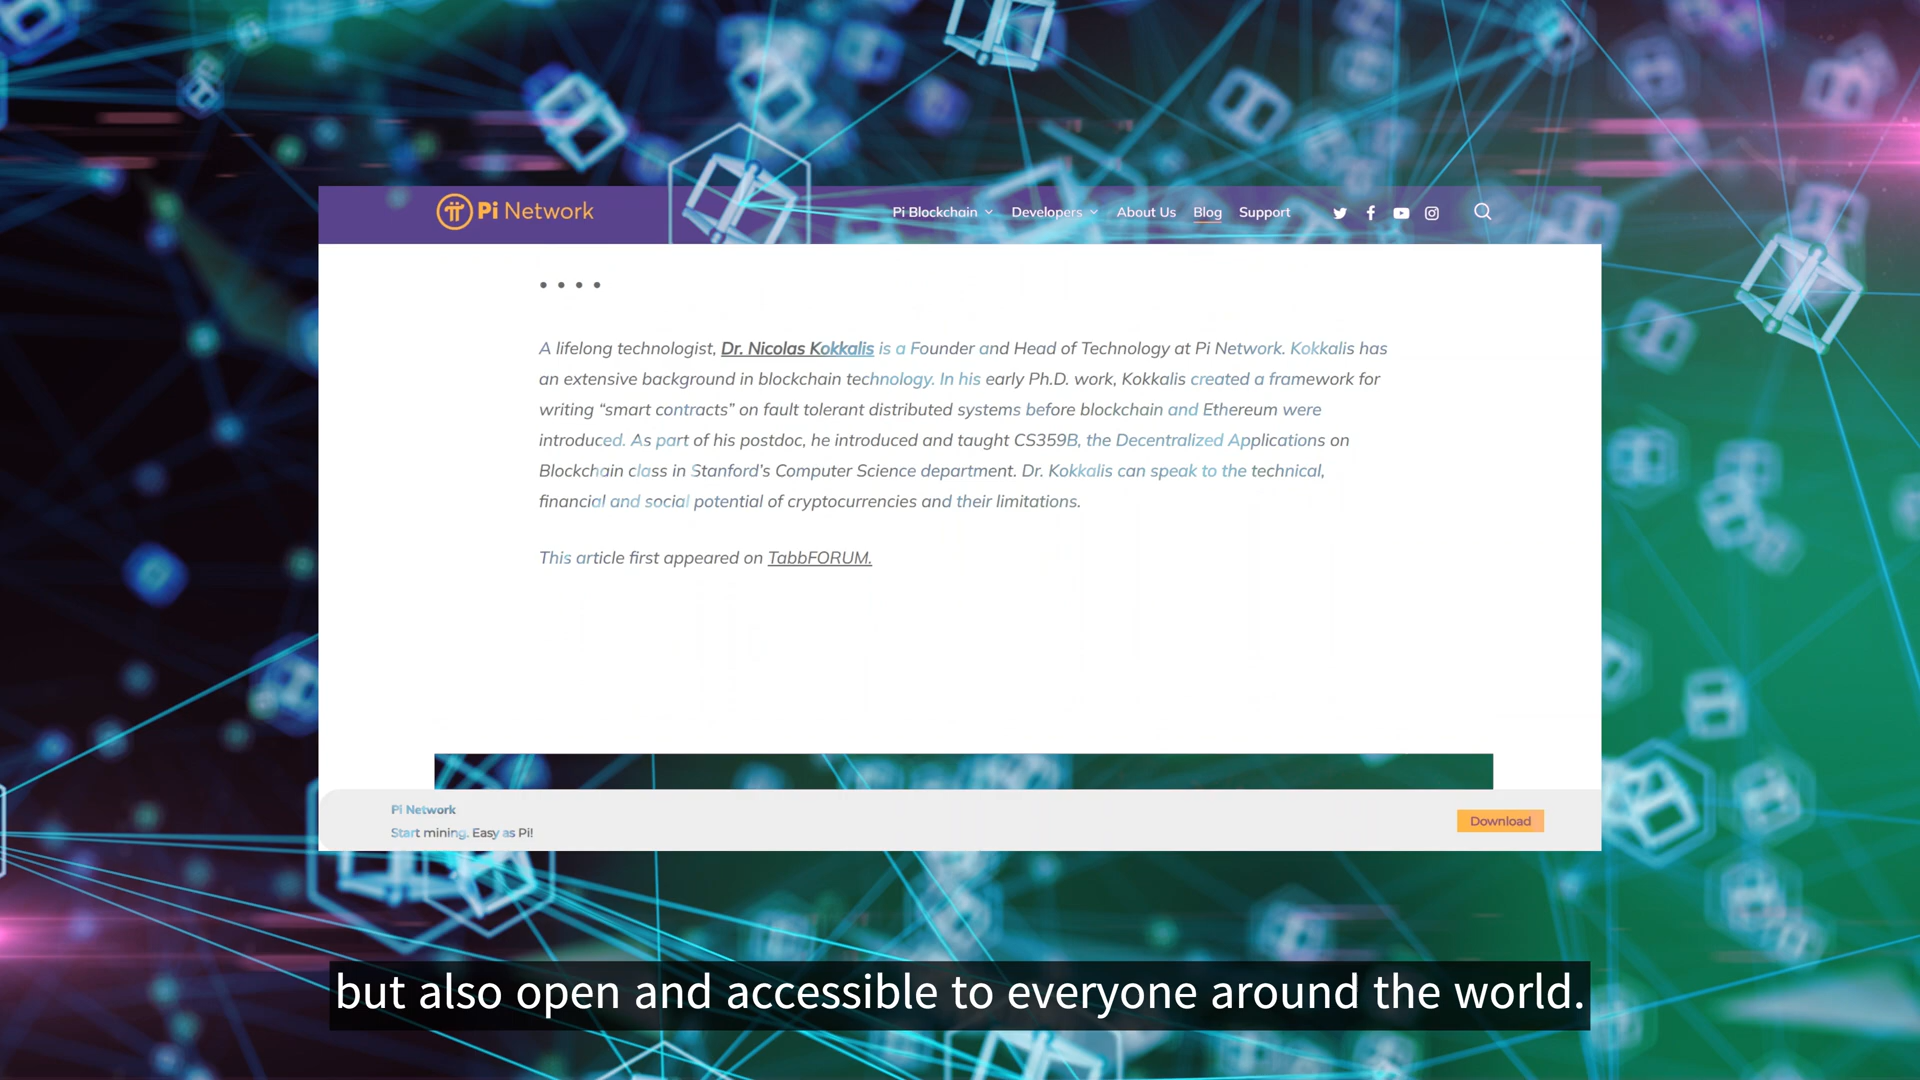 Pi Network
Pi Blockchain Developers About Us Blog Support
A lifelong technologist, Dr. Nicolas Kokkalis is a Founder and Head of Technology at Pi Network. Kokkalis has
an extensive background in blockchain technology. In his early Ph.D. work, Kokkalis created a framework for
writing “smart contracts” on fault tolerant distributed systems before blockchain and Ethereum were
introduced. As part of his postdoc, he introduced and taught CS359B, the Decentralized Applications on
Blockchain class in Stanford’s Computer Science department. Dr. Kokkalis can speak to the technical,
financial and social potential of cryptocurrencies and their limitations.
This article first appeared on TabbFORUM.
Pi Network
Start mining. Easy as Pi!
Download
but also open and accessible to everyone around the world.